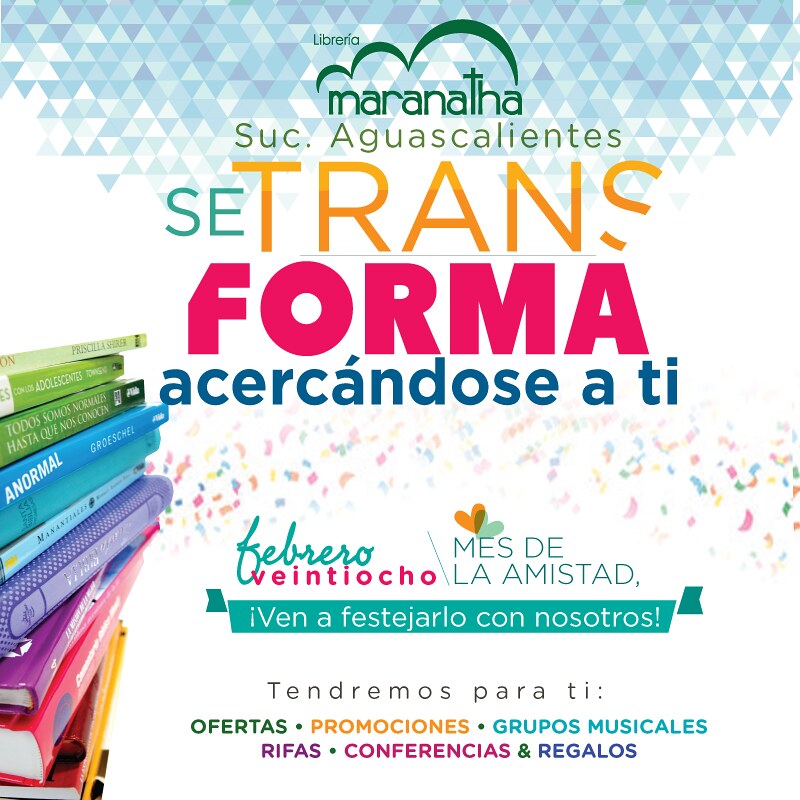 Librería
maranatha
Suc. Aguascalientes
SE TRANS
FORMA
acercándose a ti
PRISCILLA SHIRER
CON LOS ADOLESCENTES TOWNSEND
TODOS SOMOS NORMALES
HASTA QUE NOS CONOCEN
ANORMAL GROESCHEL
MANANTIALES
febrero
veintiocho
MES DE
LA AMISTAD,
¡Ven a festejarlo con nosotros!
Tendremos para ti:
OFERTAS • PROMOCIONES • GRUPOS MUSICALES
RIFAS • CONFERENCIAS & REGALOS